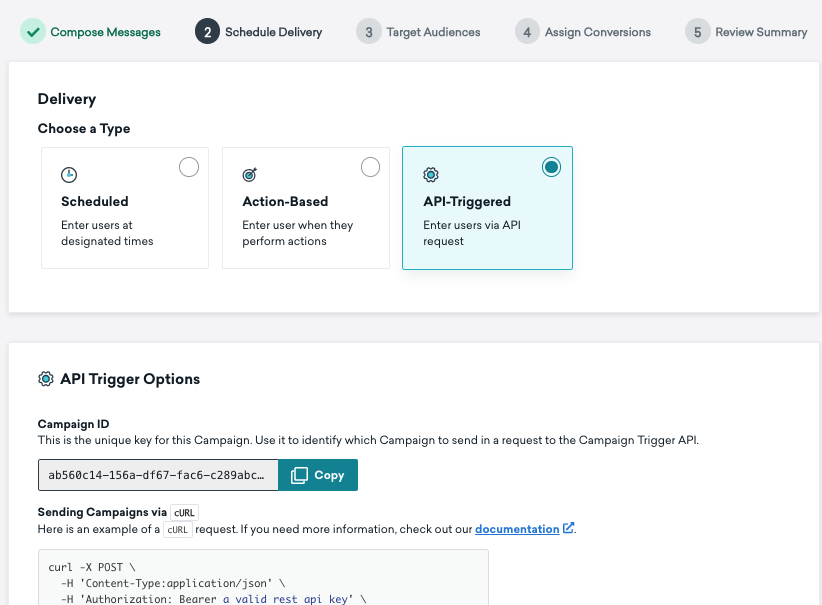 Compose Messages
2 Schedule Delivery
3 Target Audiences
4 Assign Conversions
5 Review Summary
Delivery
Choose a Type
Scheduled
Enter users at
designated times
Action-Based
Enter user when they
perform actions
API-Triggered
Enter users via API
request
API Trigger Options
Campaign ID
This is the unique key for this Campaign. Use it to identify which Campaign to send in a request to the Campaign Trigger API.
ab560c14-156a-df67-fac6-c289abc…
Copy
Sending Campaigns via cURL
Here is an example of a cURL request. If you need more information, check out our documentation.
curl -X POST \
-H 'Content-Type:application/json' \
-H 'Authorization: Bearer a valid rest api key' \